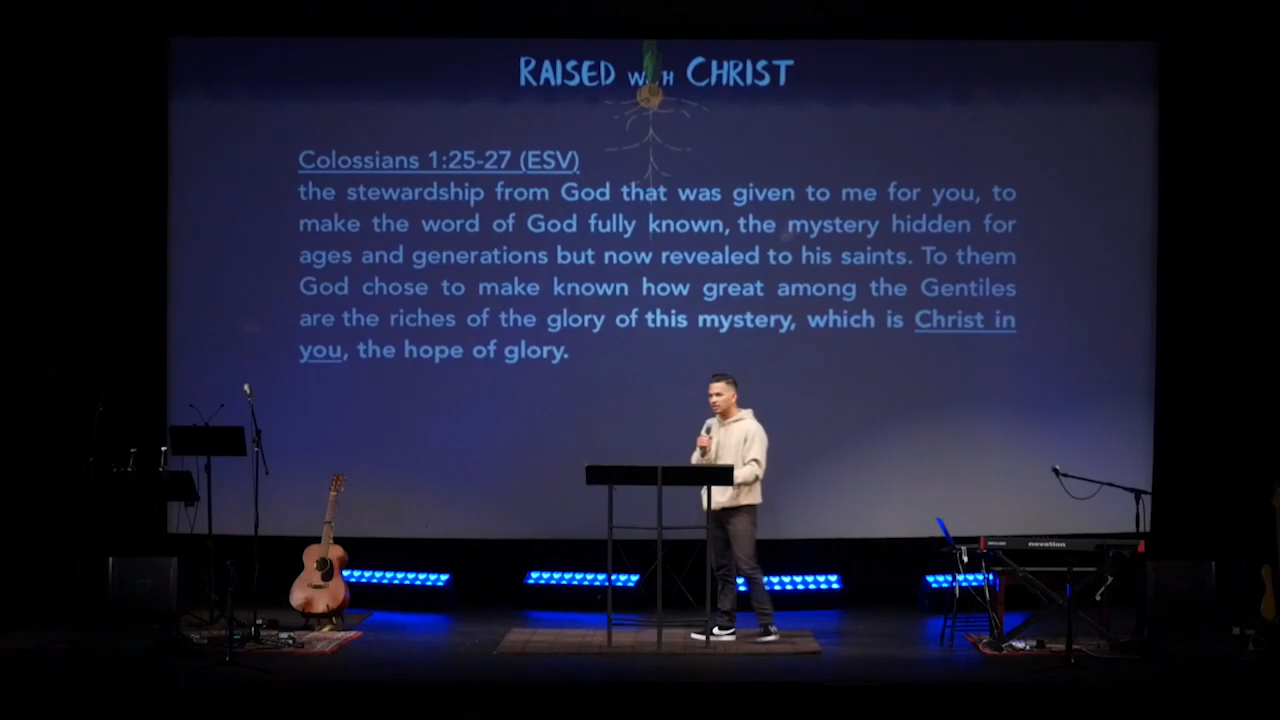 RAISED WITH CHRIST
Colossians 1:25-27 (ESV)
the stewardship from God that was given to me for you, to
make the word of God fully known, the mystery hidden for
ages and generations but now revealed to his saints. To them
God chose to make known how great among the Gentiles
are the riches of the glory of this mystery, which is Christ in
you, the hope of glory.
novation